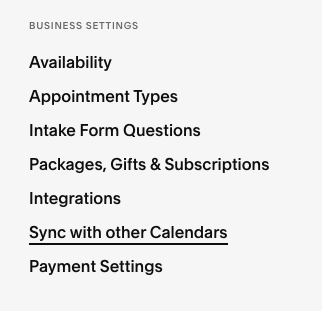 BUSINESS SETTINGS
Availability
Appointment Types
Intake Form Questions
Packages, Gifts & Subscriptions
Integrations
Sync with other Calendars
Payment Settings